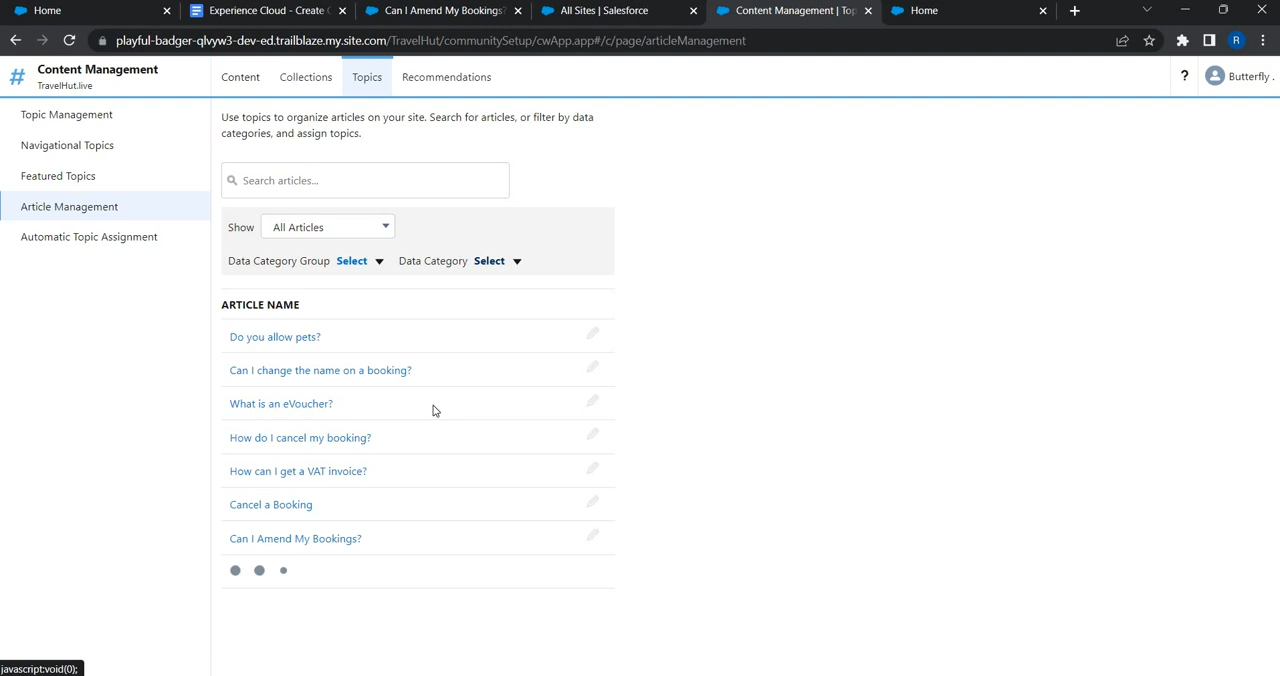 Home
Experience Cloud - Create
Can I Amend My Bookings?
All Sites | Salesforce
Content Management | Top
Home
playful-badger-qlvyw3-dev-ed.trailblaze.my.site.com/TravelHut/communitySetup/cwApp.app#/c/page/articleManagement
R
# Content Management
TravelHut.live
Content
Collections
Topics
Recommendations
?
Butterfly .
Topic Management
Navigational Topics
Featured Topics
Article Management
Automatic Topic Assignment
Use topics to organize articles on your site. Search for articles, or filter by data
categories, and assign topics.
Search articles...
Show All Articles
Data Category Group Select Data Category Select
ARTICLE NAME
Do you allow pets?
Can I change the name on a booking?
What is an eVoucher?
How do I cancel my booking?
How can I get a VAT invoice?
Cancel a Booking
Can I Amend My Bookings?
javascript:void(0);